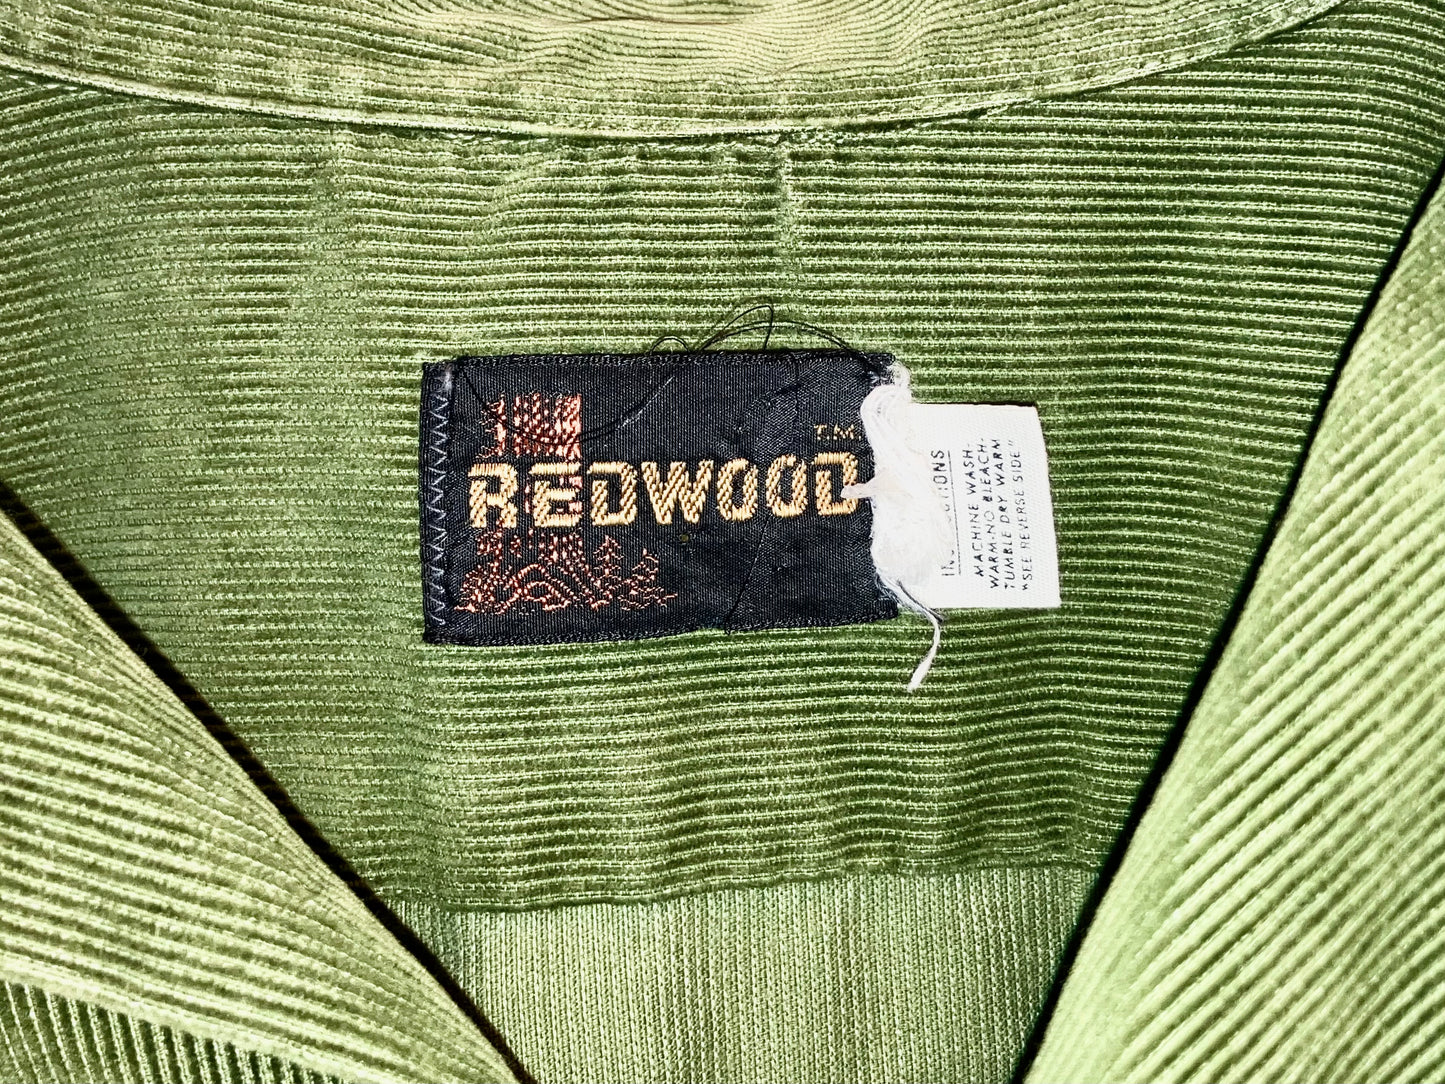 T.M.
REDWOOD
MACHINE WASH.
WARM-NO BLEACH.
TUMBLE DRY WARM
"SEE REVERSE SIDE"